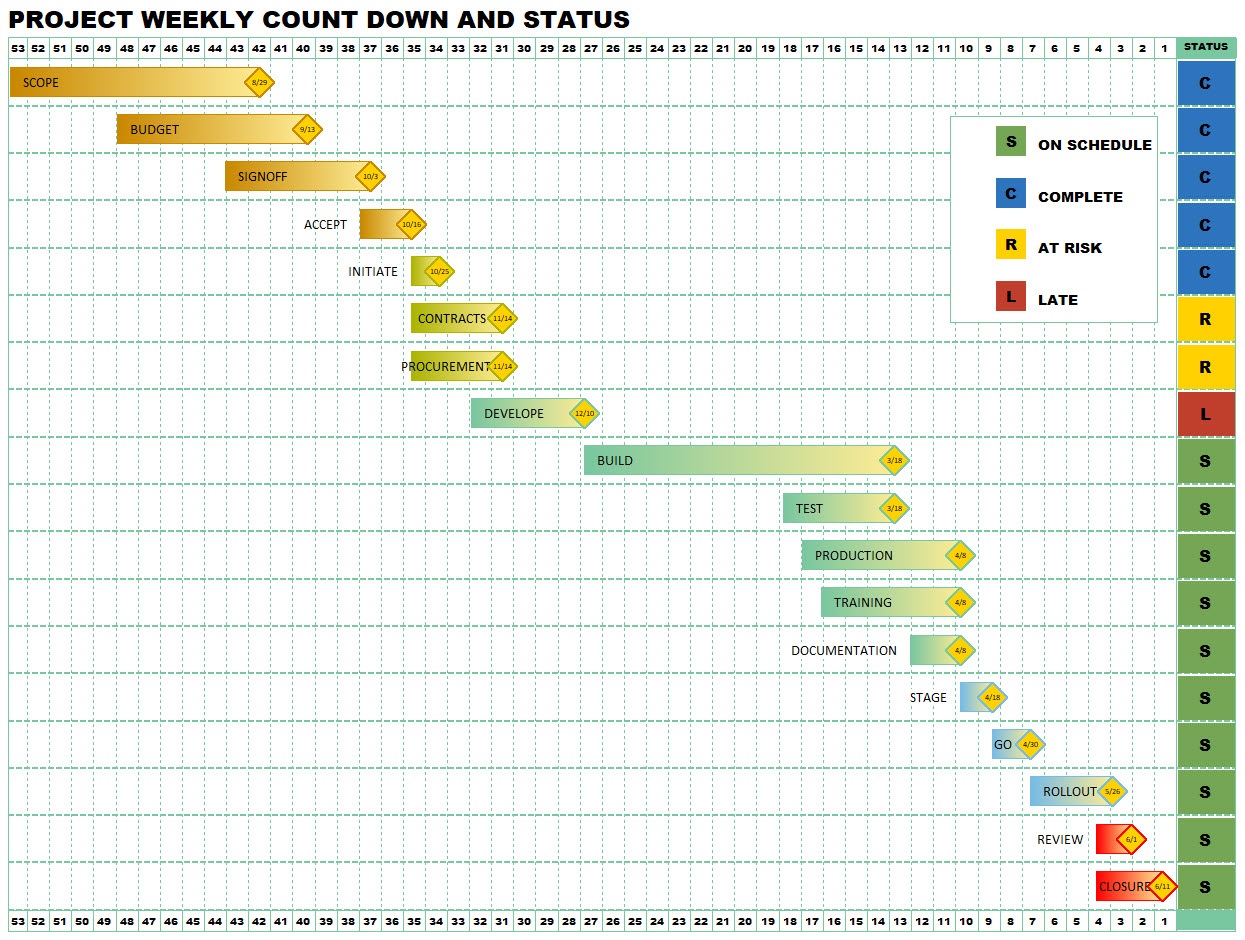 PROJECT WEEKLY COUNT DOWN AND STATUS
53 52 51 50 49 48 47 46 45 44 43 42 41 40 39 38 37 36 35 34 33 32 31 30 29 28 27 26 25 24 23 22 21 20 19 18 17 16 15 14 13 12 11 10 9 8 7 6 5 4 3 2 1 STATUS
SCOPE 8/29 C
BUDGET 9/13 C
S ON SCHEDULE
SIGNOFF 10/3 C
C COMPLETE
ACCEPT 10/16 C
R AT RISK
INITIATE 10/25 C
L LATE
CONTRACTS 11/14 R
PROCUREMENT 11/14 R
DEVELOPE 12/10 L
BUILD 3/18 S
TEST 3/18 S
PRODUCTION 4/8 S
TRAINING 4/8 S
DOCUMENTATION 4/8 S
STAGE 4/18 S
GO 4/30 S
ROLLOUT 5/26 S
REVIEW 6/1 S
CLOSURE 6/11 S
53 52 51 50 49 48 47 46 45 44 43 42 41 40 39 38 37 36 35 34 33 32 31 30 29 28 27 26 25 24 23 22 21 20 19 18 17 16 15 14 13 12 11 10 9 8 7 6 5 4 3 2 1